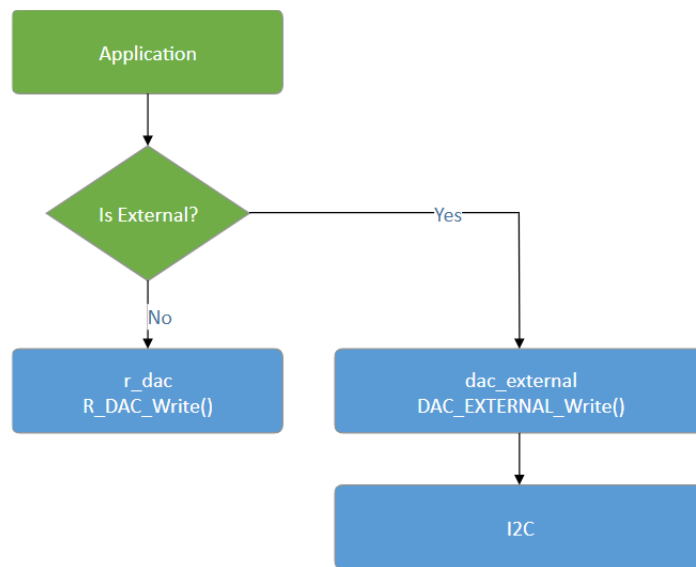 Application
Is External?
Yes
No
r_dac
R_DAC_Write()
dac_external
DAC_EXTERNAL_Write()
I2C